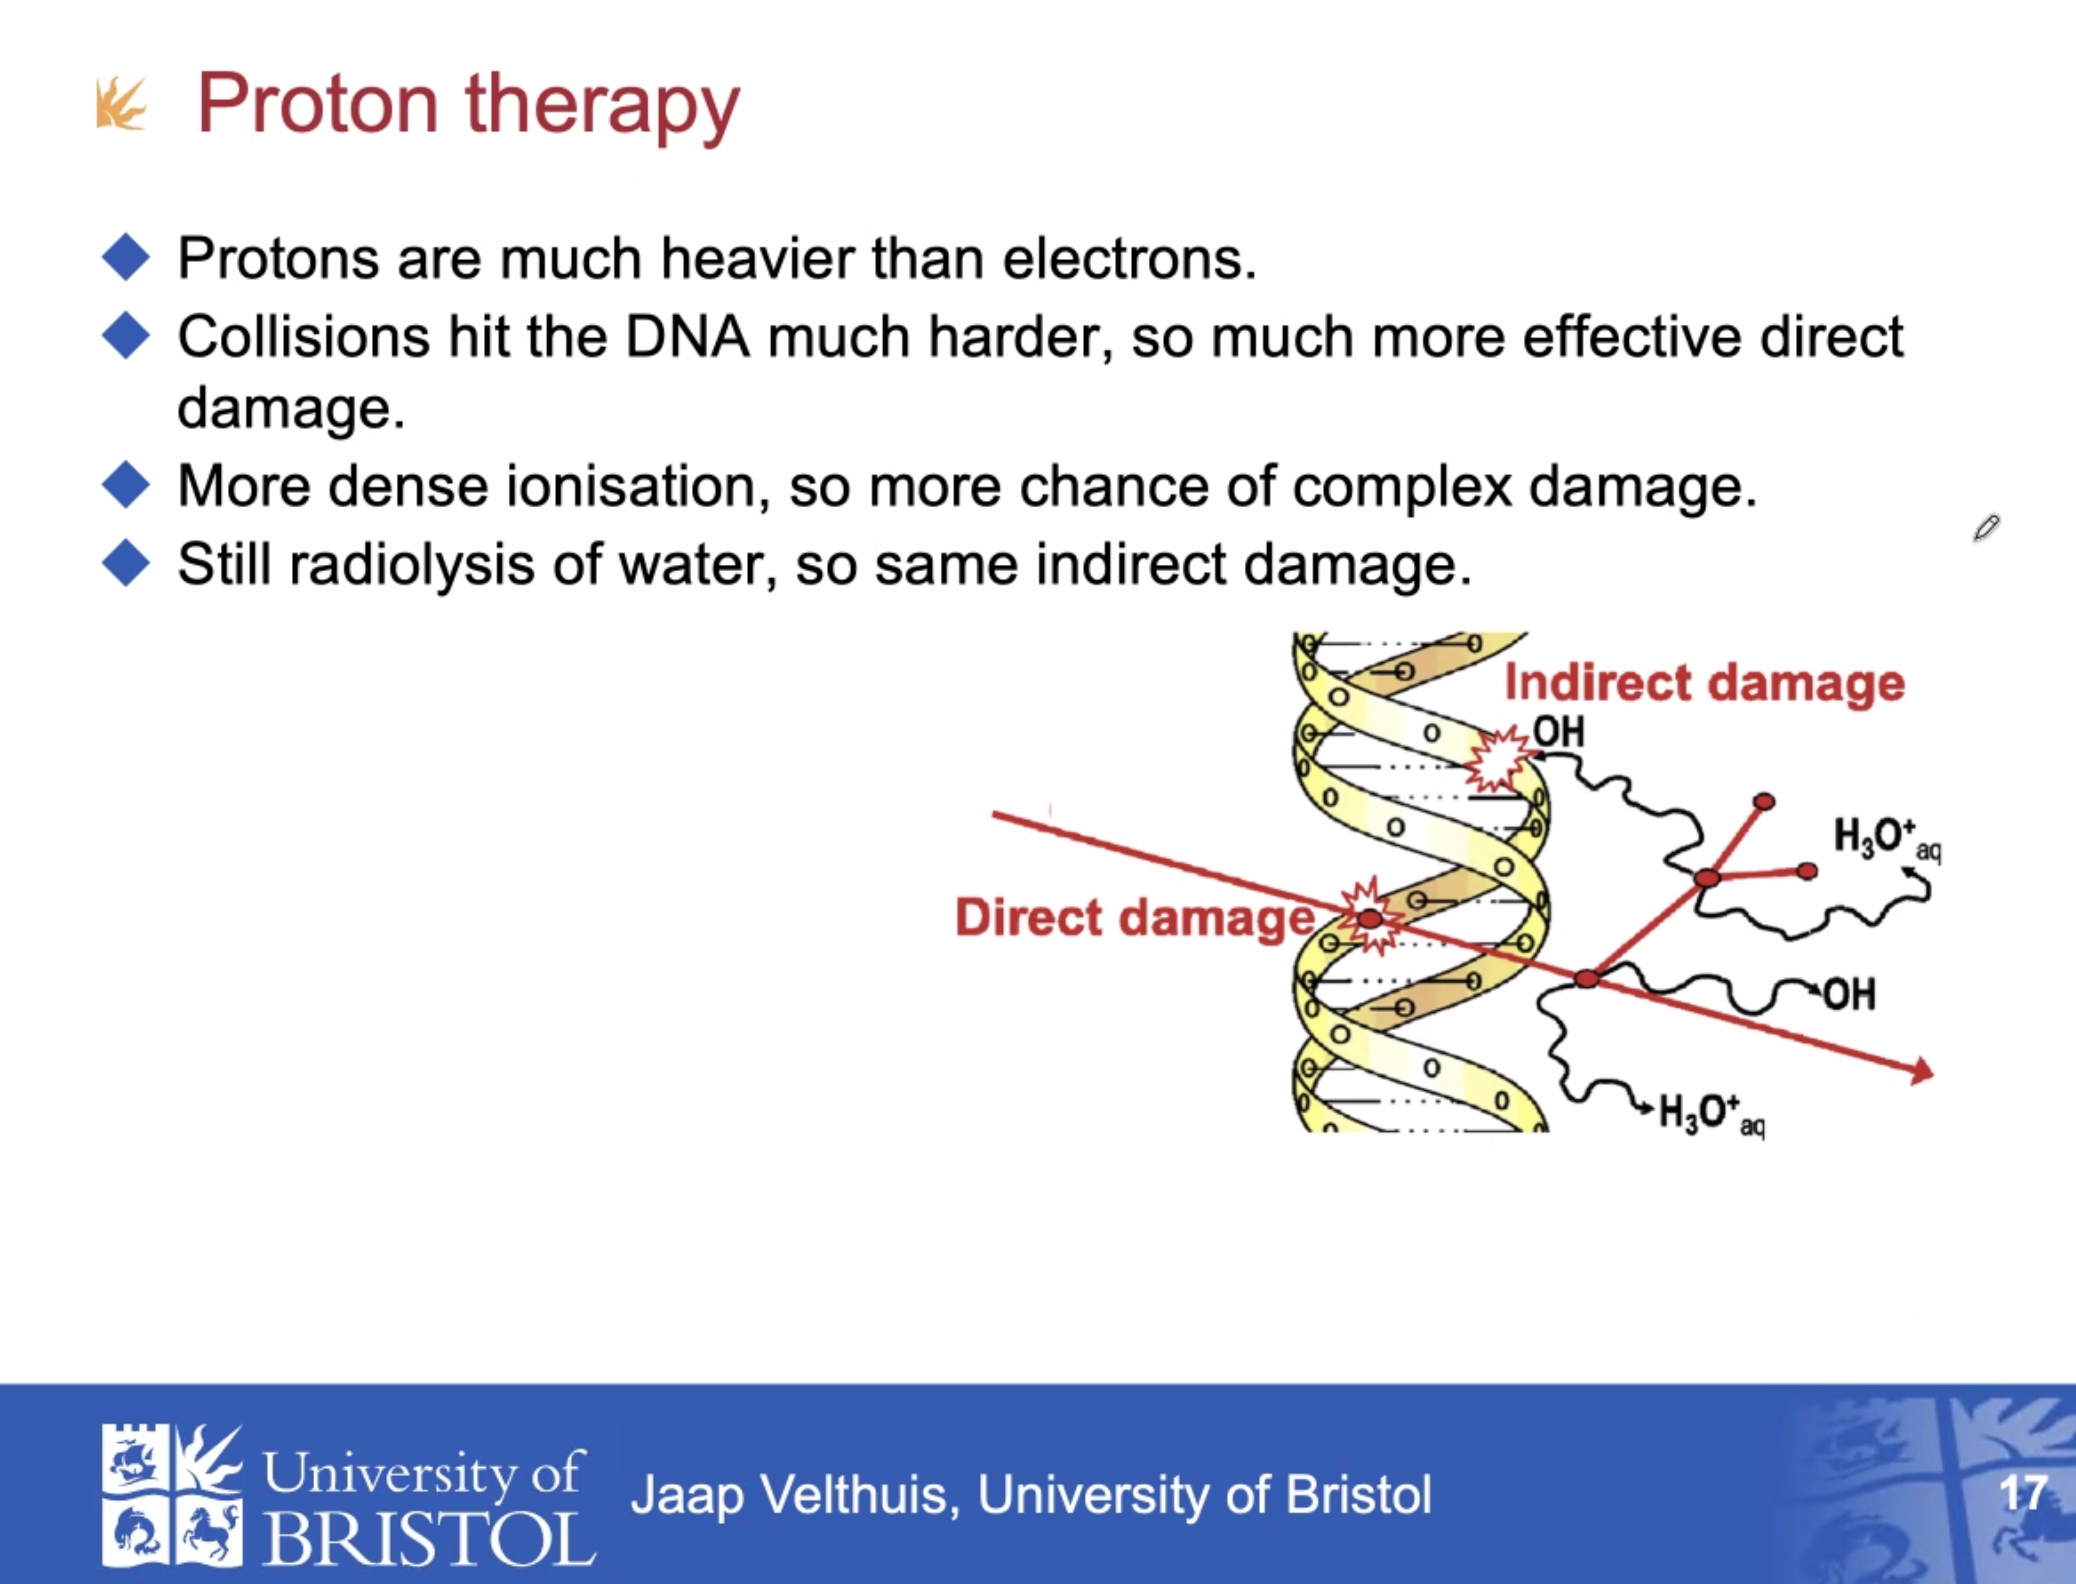 Proton therapy
Protons are much heavier than electrons.
Collisions hit the DNA much harder, so much more effective direct
damage.
More dense ionisation, so more chance of complex damage.
Still radiolysis of water, so same indirect damage.
Indirect damage
OH
H₃O⁺aq
Direct damage
OH
H₃O⁺aq
University of
BRISTOL
Jaap Velthuis, University of Bristol
17